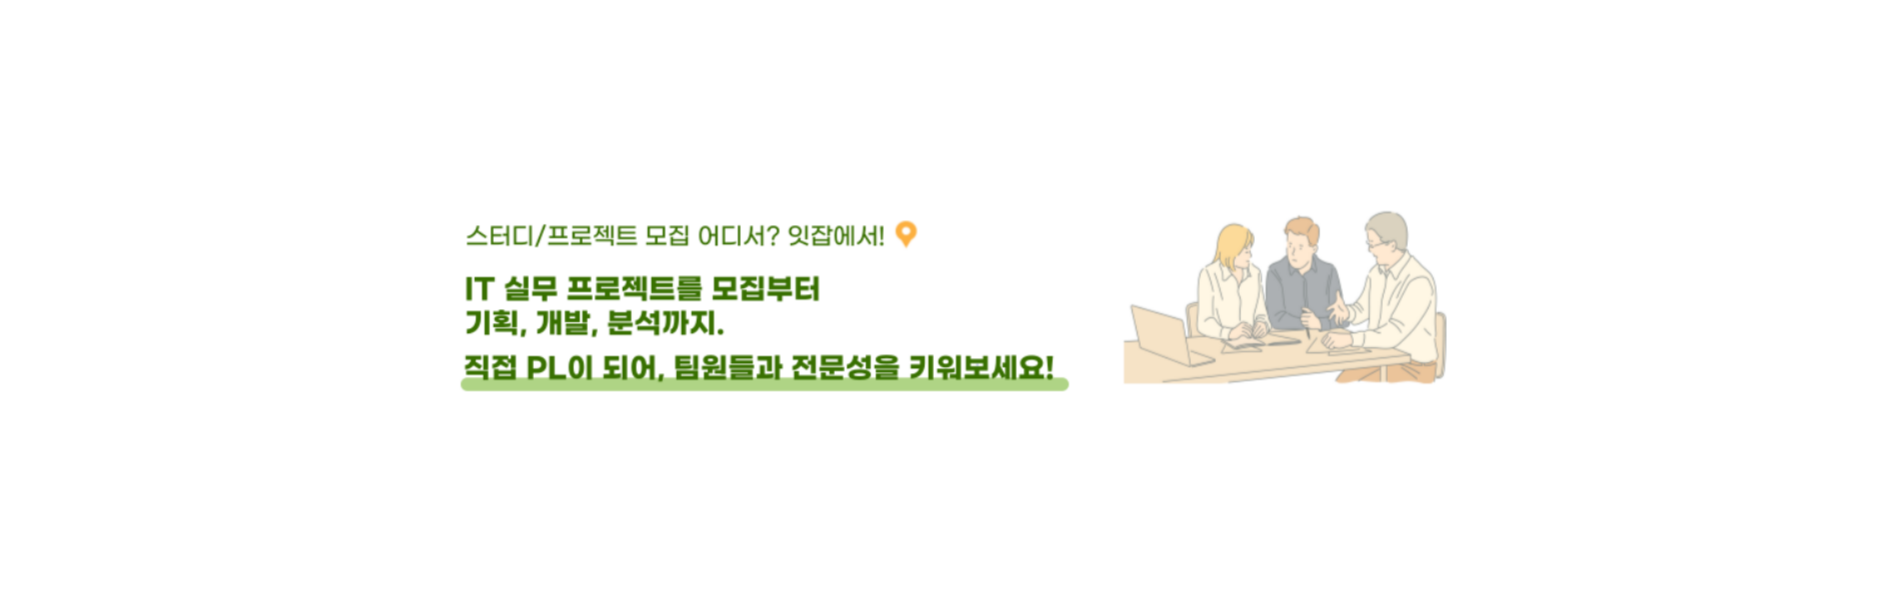 스터디/프로젝트 모집 어디서? 잇잡에서!
IT 실무 프로젝트를 모집부터
기획, 개발, 분석까지.
직접 PL이 되어, 팀원들과 전문성을 키워보세요!